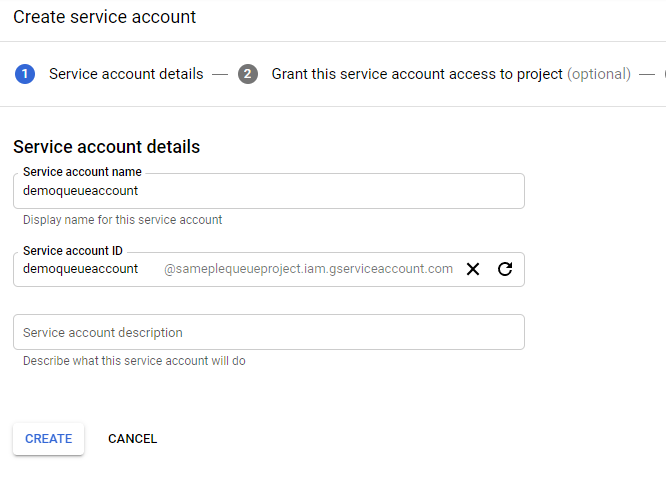 Create service account
1 Service account details — 2 Grant this service account access to project (optional) —
Service account details
Service account name
demoqueueaccount
Display name for this service account
Service account ID
demoqueueaccount @sameplequeueproject.iam.gserviceaccount.com
Service account description
Describe what this service account will do
CREATE CANCEL